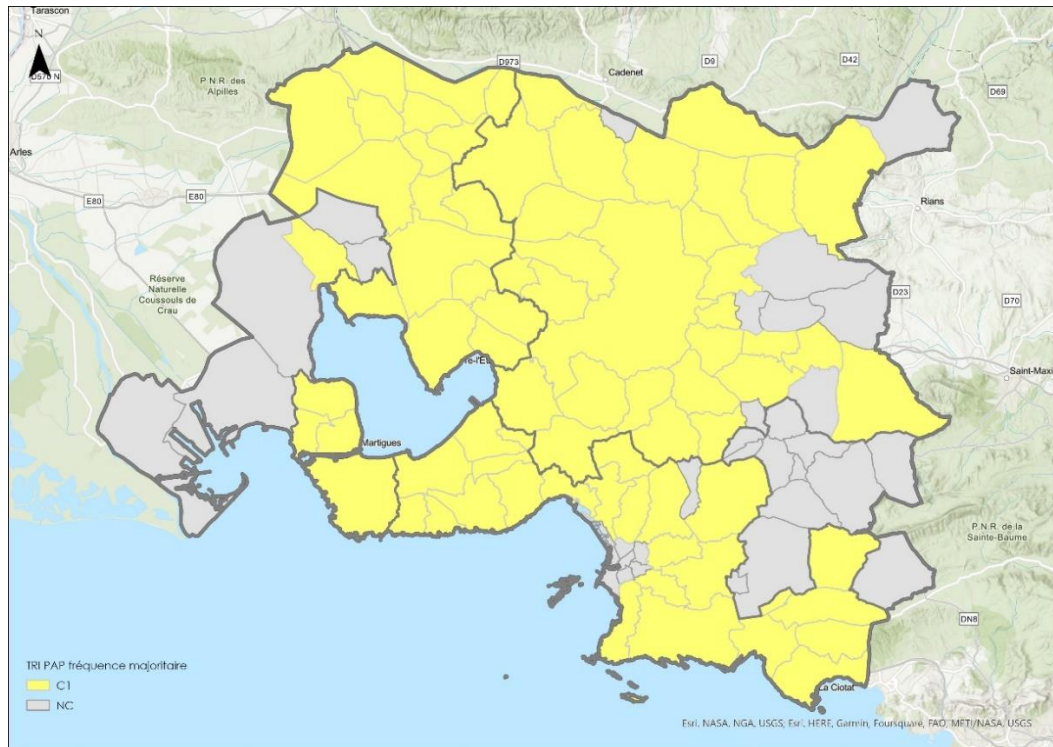 Tarascon
N
D570 N
P.N.R. des
Alpilles
D973
Cadenet
D9
D42
D69
Arles
E80
E80
Rians
Réserve
Naturelle
Coussouls de
Crau
D23
D70
Saint-Maxi
re-l'Et
Martigues
P.N.R. de la
Sainte-Baume
DN8
La Ciotat
TRI PAP fréquence majoritaire
C1
NC
Esri, NASA, NGA, USGS; Esri, HERE, Garmin, Foursquare, FAO, METI/NASA, USGS